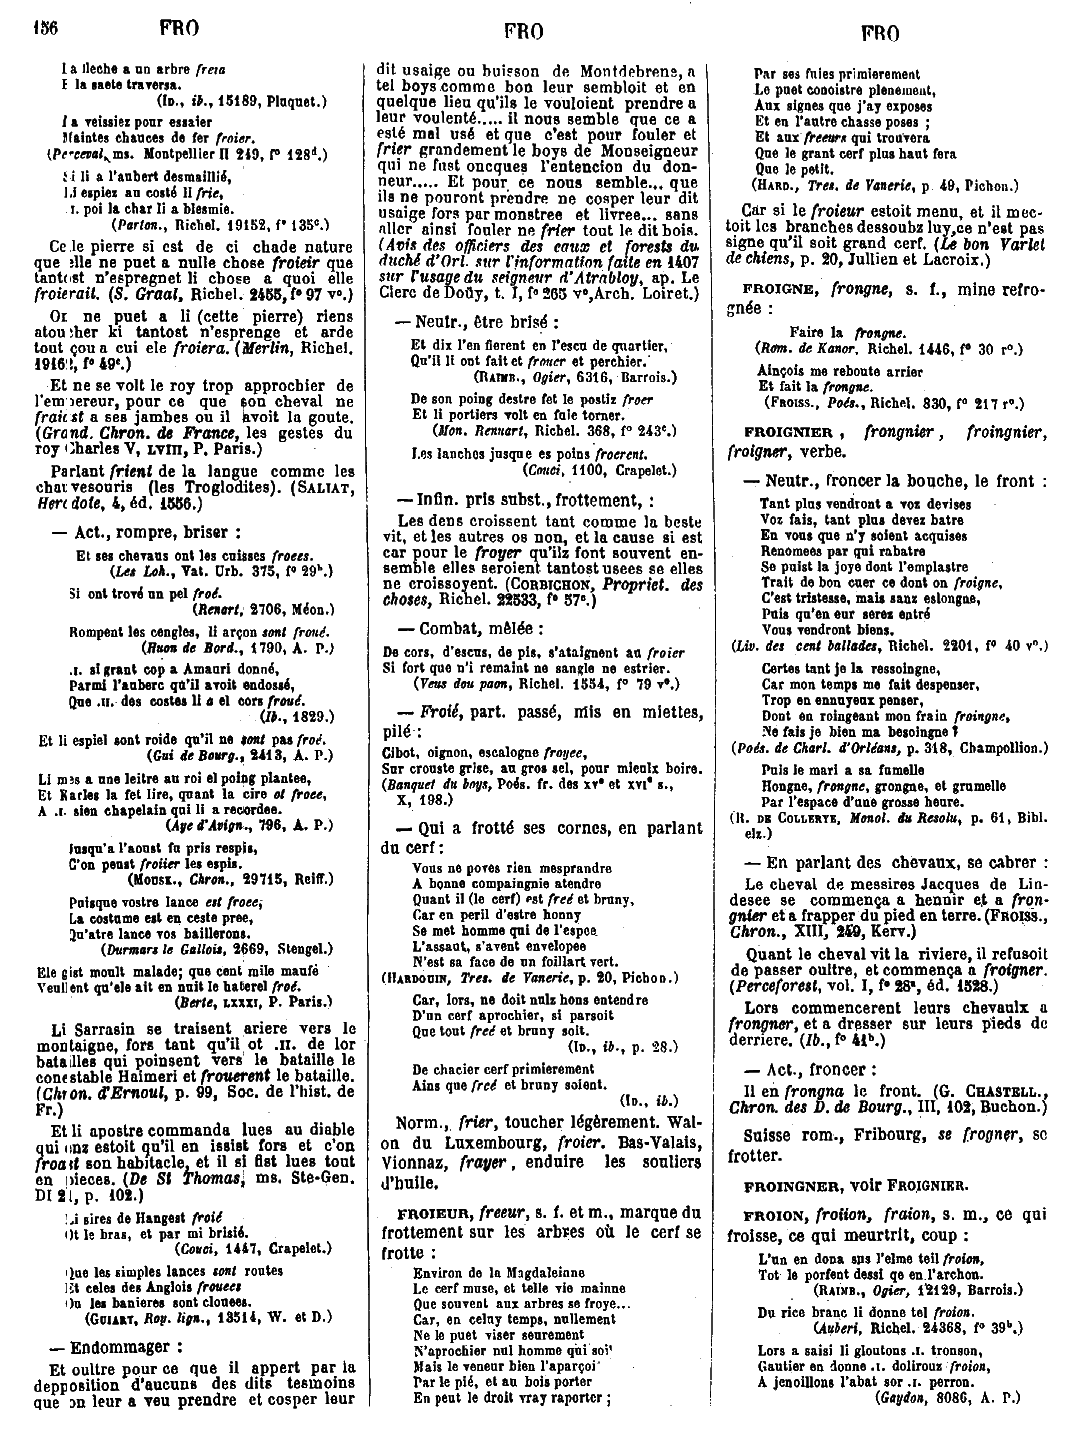 156 FRO
FRO
FRO
La fleche a un arbre freta
E la saete traversa.
(ID., ib., 15189, Pluquet.)
La veissiez pour essaier
Maintes chauces de fer froier.
(Perceval, ms. Montpellier II 249, f° 128d.)
Si li a l'auberc desmaillié,
Li espiez au costé li frie,
.I. poi la char li a blesmie.
(Parton., Richel. 19152, f° 135c.)
Ceie pierre si est de ci chade nature
que elle ne puet a nulle chose froieir que
tantost n'espregnet li chose a quoi elle
froierait. (S. Graal, Richel. 2455, f° 97 v°.)
Or ne puet a li (cette pierre) riens
atoucher ki tantost n'esprenge et arde
tout çou a cui ele froiera. (Merlin, Richel.
19162, f° 49c.)
Et ne se volt le roy trop approchier de
l'empereur, pour ce que son cheval ne
fraiast a ses jambes ou il avoit la goute.
(Grand. Chron. de France, les gestes du
roy Charles V, LVIII, P. Paris.)
Parlant frient de la langue comme les
chauvesouris (les Troglodites). (SALIAT,
Herodote, 4, éd. 1556.)
— Act., rompre, briser :
Et ses chevaus ont les cuisses froees.
(Les Loh., Vat. Urb. 375, f° 29b.)
Si ont trové un pel froé.
(Renart, 2706, Méon.)
Rompent les cengles, li arçon sont froué.
(Huon de Bord., 1790, A. P.)
.I. si grant cop a Amauri donné,
Parmi l'auberc qu'il avoit endossé,
Que .II. des costes li a el cors froué.
(Ib., 1829.)
Et li espiel sont roide qu'il ne sont pas froé.
(Gui de Bourg., 2413, A. P.)
Li mes a une leitre au roi el poing plantee,
Et Karles la fet lire, quant la cire ot froee,
A .I. sien chapelain qui li a recordee.
(Aye d'Avign., 796, A. P.)
Jusqu'a l'aoust fu pris respis,
C'on peust froiier les espis.
(MOUSK., Chron., 29715, Reiff.)
Puisque vostre lance est froee,
La costume est en ceste pree,
Qu'atre lance vos baillerons.
(Durmars le Gallois, 2669, Stengel.)
Ele gist moult malade; que cent mile maufé
Veullent qu'ele ait en nuit le haterel froé.
(Berte, LXXXI, P. Paris.)
Li Sarrasin se traisent ariere vers le
montaigne, fors tant qu'il ot .II. de lor
batailles qui poinsent vers le bataille le
conestable Haimeri et frouerent le bataille.
(Chron. d'Ernoul, p. 99, Soc. de l'hist. de
Fr.)
Et li apostre commanda lues au diable
qui enz estoit qu'il en issist fors et c'on
froast son habitacle, et il si fist lues tout
en pieces. (De St Thomas, ms. Ste-Gen.
DI 21, p. 102.)
Li sires de Hangest froié
Ot le bras, et par mi brisié.
(Couci, 1447, Crapelet.)
Que les simples lances sont routes
Et celes des Anglois frouees
Ou les banieres sont clouees.
(GUIART, Roy. lign., 13514, W. et D.)
— Endommager :
Et oultre pour ce que il appert par la
depposition d'aucuns des dits tesmoins
que on leur a veu prendre et cosper leur
dit usaige ou buisson de Montdebrene, a
tel boys comme bon leur sembloit et en
quelque lieu qu'ils le vouloient prendre a
leur voulenté..... il nous semble que ce a
esté mal usé et que c'est pour fouler et
frier grandement le boys de Monseigneur
qui ne fust oncques l'entencion du don-
neur..... Et pour ce nous semble... que
ils ne pouront prendre ne cosper leur dit
usaige fors par monstree et livree... sans
aller ainsi fouler ne frier tout le dit bois.
(Avis des officiers des eaux et forests du
duché d'Orl. sur l'information faite en 1407
sur l'usage du seigneur d'Atrabloy, ap. Le
Clerc de Doüy, t. I, f° 265 v°, Arch. Loiret.)
— Neutr., être brisé :
Et dix l'en fierent en l'escu de quartier,
Qu'il li ont fait et frouer et perchier.
(RAIMB., Ogier, 6316, Barrois.)
De son poing destre fet le postiz froer
Et li portiers volt en fuie torner.
(Mon. Renuart, Richel. 368, f° 243c.)
Les lanches jusque es poins froerent.
(Couci, 1100, Crapelet.)
— Infin. pris subst., frottement, :
Les dens croissent tant comme la beste
vit, et les autres os non, et la cause si est
car pour le froyer qu'ilz font souvent en-
semble elles seroient tantost usees se elles
ne croissoyent. (CORBICHON, Propriet. des
choses, Richel. 22533, f° 57c.)
— Combat, mêlée :
De cors, d'escus, de pis, s'ataignent au froier
Si fort que n'i remaint ne sangle ne estrier.
(Veus dou paon, Richel. 1554, f° 79 v°.)
— Froié, part. passé, mis en miettes,
pilé :
Cibot, oignon, escalogne froyee,
Sur crouste grise, au gros sel, pour mieulx boire.
(Banquet du boys, Poés. fr. des XVe et XVIe s.,
X, 198.)
— Qui a frotté ses cornes, en parlant
du cerf :
Vous ne poves rien mesprandre
A bonne compaingnie atendre
Quant il (le cerf) est freé et bruny,
Car en peril d'estre honny
Se met homme qui de l'espee
L'assaut, s'avent envelopee
N'est sa face de un foillart vert.
(HARDOUIN, Tres. de Vanerie, p. 20, Pichon.)
Car, lors, ne doit nulz hons entendre
D'un cerf aprochier, si parsoit
Que tout freé et bruny soit.
(ID., ib., p. 28.)
De chacier cerf primierement
Ains que freé et bruny soient.
(ID., ib.)
Norm., frier, toucher légèrement. Wal-
lon du Luxembourg, froier. Bas-Valais,
Vionnaz, frayer, enduire les souliers
d'huile.
FROIEUR, freeur, s. f. et m., marque du
frottement sur les arbres où le cerf se
frotte :
Environ de la Magdeleinne
Le cerf muse, et telle vie mainne
Que souvent aux arbres se froye...
Car, en celuy temps, nullement
Ne le puet viser seurement
N'aprochier nul homme qui soit
Mais le veneur bien l'aparçoi
Par le pié, et au bois porter
En peut le droit vray raporter ;
Par ses fuies primierement
Le puet conoistre plenement,
Aux signes que j'ay exposes
Et en l'autre chasse poses ;
Et aux freeurs qui trouvera
Que le grant cerf plus haut fera
Que le petit.
(HARD., Tres. de Vanerie, p. 49, Pichon.)
Car si le froieur estoit menu, et il mec-
toit les branches dessoubz luy, ce n'est pas
signe qu'il soit grand cerf. (Le bon Varlet
de chiens, p. 20, Jullien et Lacroix.)
FROIGNE, frongne, s. f., mine refro-
gnée :
Faire la frongne.
(Rom. de Kanor, Richel. 1446, f° 30 r°.)
Ainçois me reboute arrier
Et fait la frongne.
(FROISS., Poés., Richel. 830, f° 217 r°.)
FROIGNIER, frongnier, froingnier,
froigner, verbe.
— Neutr., froncer la bouche, le front :
Tant plus vendront a voz devises
Voz fais, tant plus devez batre
En vous que n'y soient acquises
Renomees par qui rabatre
Se puist la joye dont l'emplastre
Trait de bon cuer ce dont on froigne,
C'est tristesse, mais sanz eslongne,
Puis qu'en eur serez entré
Vous vendront biens.
(Liv. des cent ballades, Richel. 2201, f° 40 v°.)
Certes tant je la ressoingne,
Car mon temps me fait despenser,
Trop en ennuyeux penser,
Dont en roingeant mon frain froingne,
Ne fais je bien ma besoingne ?
(Poés. de Charl. d'Orléans, p. 318, Champollion.)
Puis le mari a sa fumelle
Hongne, frongne, grongne, et grumelle
Par l'espace d'une grosse heure.
(R. DE COLLERYE, Monol. du Resolu, p. 61, Bibl.
elz.)
— En parlant des chevaux, se cabrer :
Le cheval de messires Jacques de Lin-
desee se commença a hennir et a fron-
gnier et a frapper du pied en terre. (FROISS.,
Chron., XIII, 249, Kerv.)
Quant le cheval vit la riviere, il refusoit
de passer oultre, et commença a froigner.
(Perceforest, vol. I, f° 28a, éd. 1528.)
Lors commencerent leurs chevaulx a
frongner, et a dresser sur leurs pieds de
derriere. (Ib., f° 41b.)
— Act., froncer :
Il en frongna le front. (G. CHASTELL.,
Chron. des D. de Bourg., III, 102, Buchon.)
Suisse rom., Fribourg, se frogner, se
frotter.
FROINGNER, voir FROIGNIER.
FROION, froiion, fraion, s. m., ce qui
froisse, ce qui meurtrit, coup :
L'un en dona sus l'elme teil froion,
Tot le porfent dessi qe en l'archon.
(RAIMB., Ogier, 12129, Barrois.)
Du rice branc li donne tel froion.
(Auberi, Richel. 24368, f° 39b.)
Lors a saisi li gloutons .I. tronson,
Gautier en donne .I. doliroux froion,
A jenoillons l'abat sor .I. perron.
(Gaydon, 8086, A. P.)